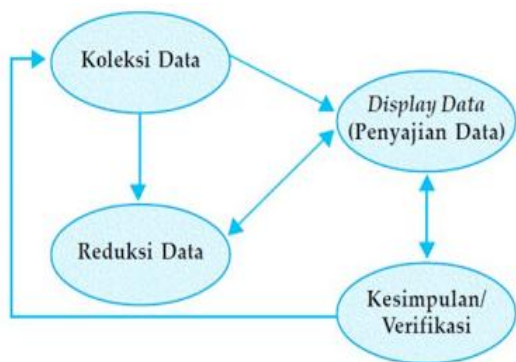 Koleksi Data
Display Data
(Penyajian Data)
Reduksi Data
Kesimpulan/
Verifikasi